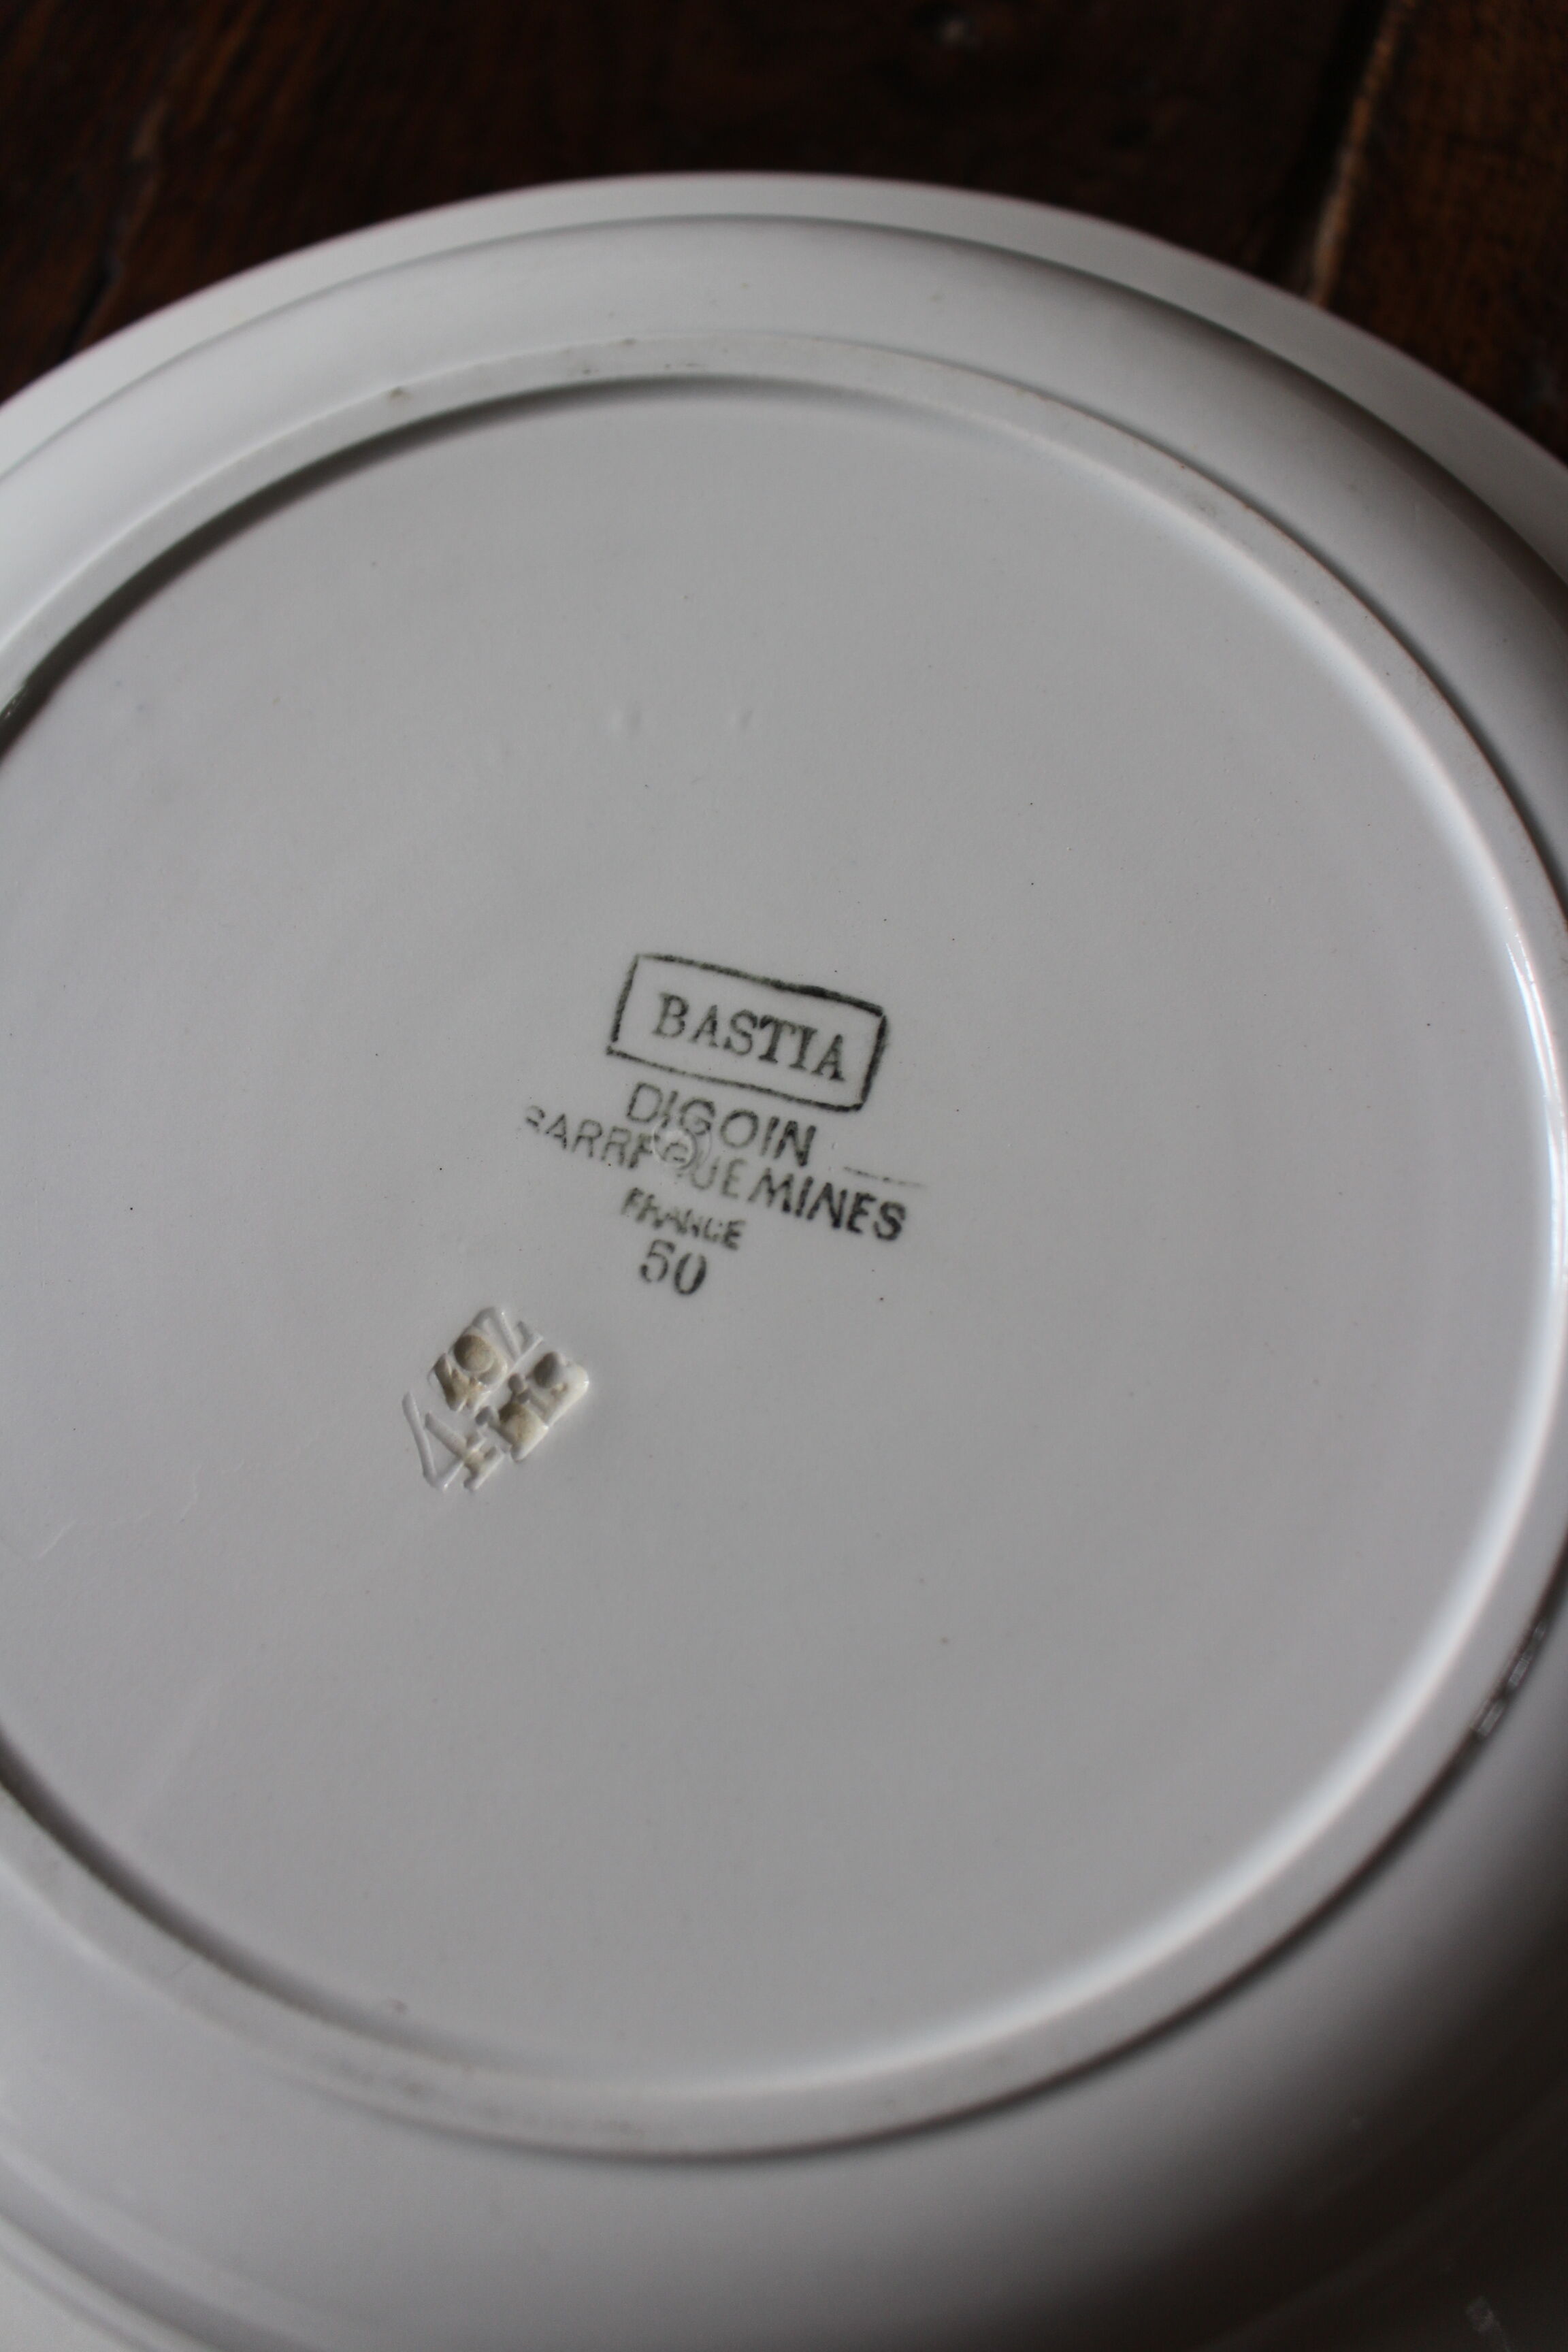 BASTIA
DIGOIN
SARREGUEMINES
FRANCE
50